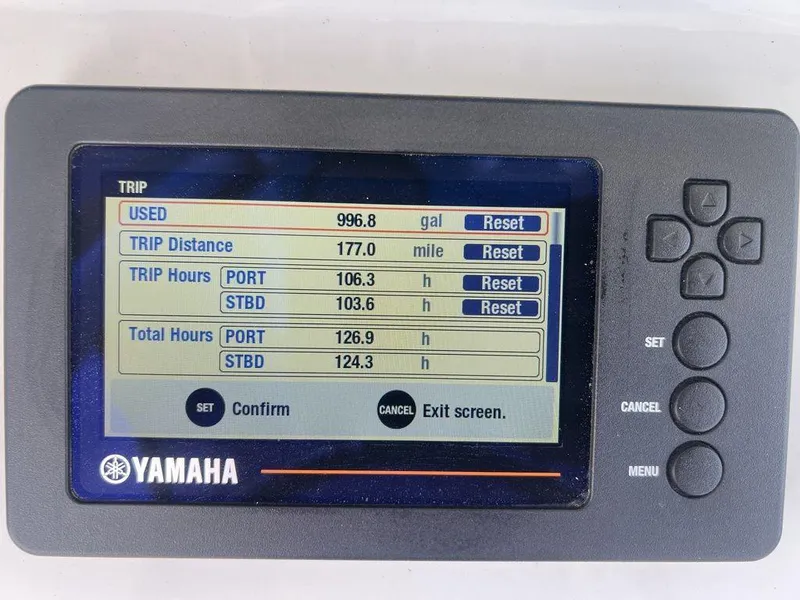 TRIP
USED 996.8 gal Reset
TRIP Distance 177.0 mile Reset
TRIP Hours PORT 106.3 h Reset
STBD 103.6 h Reset
Total Hours PORT 126.9 h
STBD 124.3 h
SET Confirm CANCEL Exit screen.
YAMAHA
SET
CANCEL
MENU